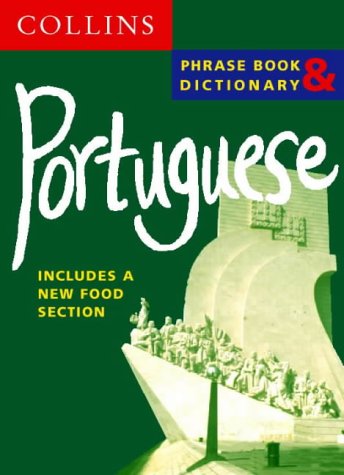 COLLINS
PHRASE BOOK &
DICTIONARY
Portuguese
INCLUDES A
NEW FOOD
SECTION